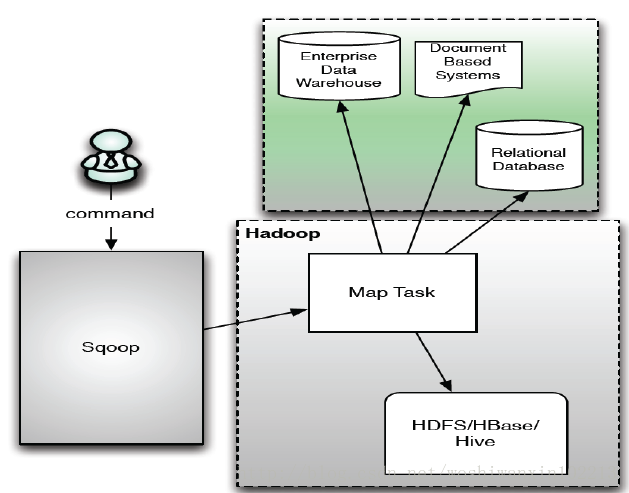 Enterprise
Data
Warehouse
Document
Based
Systems
Relational
Database
command
Hadoop
Map Task
Sqoop
HDFS/HBase/
Hive